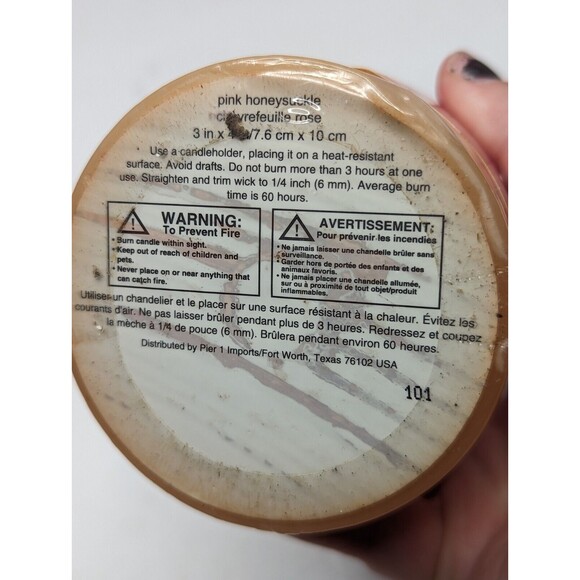 pink honeysuckle
chèvrefeuille rose
3 in x 4 in/7.6 cm x 10 cm
Use a candleholder, placing it on a heat-resistant
surface. Avoid drafts. Do not burn more than 3 hours at one
use. Straighten and trim wick to 1/4 inch (6 mm). Average burn
time is 60 hours.
WARNING:
To Prevent Fire
• Burn candle within sight.
• Keep out of reach of children and
pets.
• Never place on or near anything that
can catch fire.
AVERTISSEMENT:
Pour prévenir les incendies
• Ne jamais laisser une chandelle brûler sans
surveillance.
• Garder hors de portée des enfants et des
animaux favoris.
• Ne jamais placer une chandelle allumée,
sur ou à proximite de tout objet/produit
inflammables.
Utiliser un chandelier et le placer sur une surface résistant à la chaleur. Évitez les
courants d'air. Ne pas laisser brûler pendant plus de 3 heures. Redressez et coupez
la mèche à 1/4 de pouce (6 mm). Brûlera pendant environ 60 heures.
Distributed by Pier 1 Imports/Fort Worth, Texas 76102 USA
101